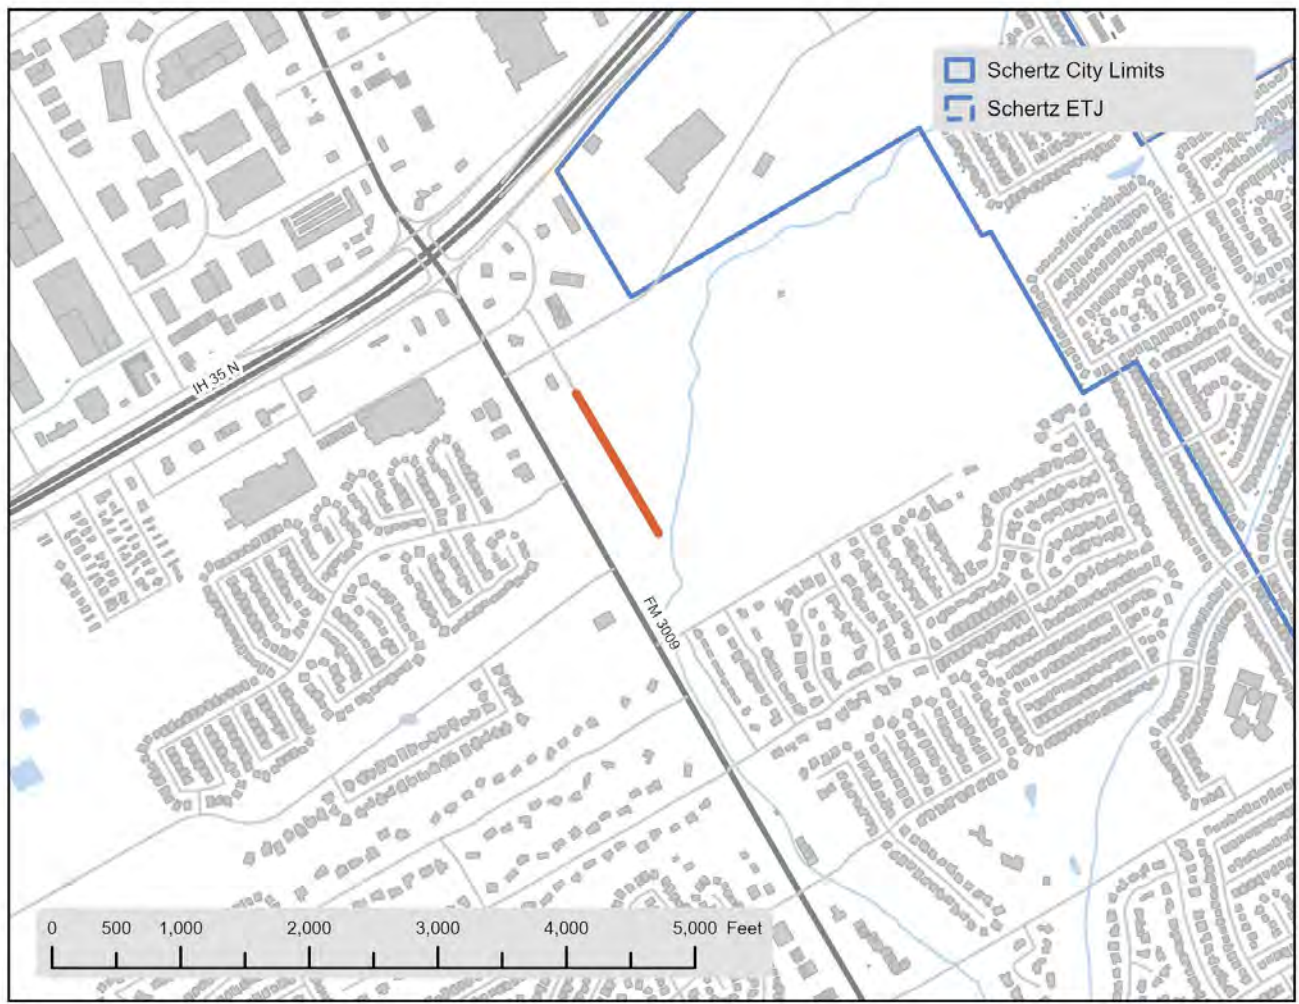 Schertz City Limits
Schertz ETJ
IH 35 N
FM 3009
0 500 1,000 2,000 3,000 4,000 5,000 Feet